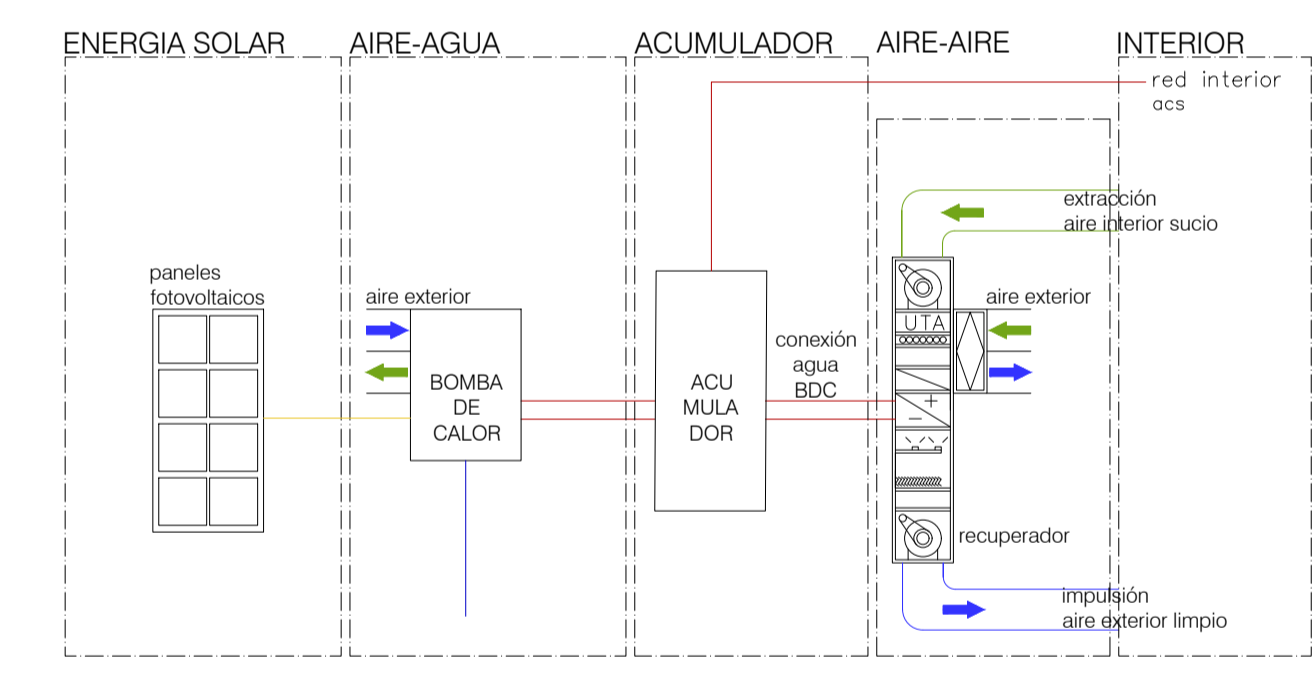 ENERGIA SOLAR
AIRE-AGUA
ACUMULADOR
AIRE-AIRE
INTERIOR
red interior
acs
extracción
aire interior sucio
paneles
fotovoltaicos
aire exterior
aire exterior
UTA
conexión
agua
BDC
BOMBA
DE
CALOR
ACU
MULA
DOR
+
−
recuperador
impulsión
aire exterior limpio